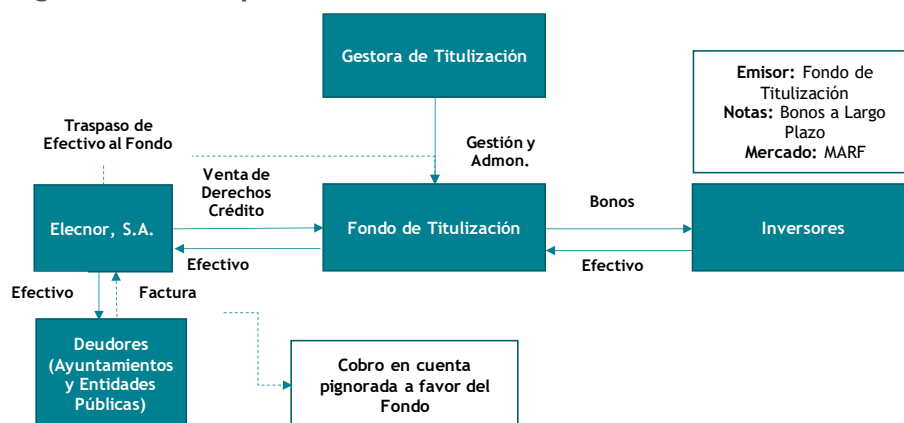 Gestora de Titulización
Emisor: Fondo de
Titulización
Notas: Bonos a Largo
Plazo
Mercado: MARF
Traspaso de
Efectivo al Fondo
Gestión y
Admon.
Venta de
Derechos
Crédito
Elecnor, S.A.
Fondo de Titulización
Bonos
Inversores
Efectivo
Efectivo
Efectivo
Factura
Deudores
(Ayuntamientos
y Entidades
Públicas)
Cobro en cuenta
pignorada a favor del
Fondo